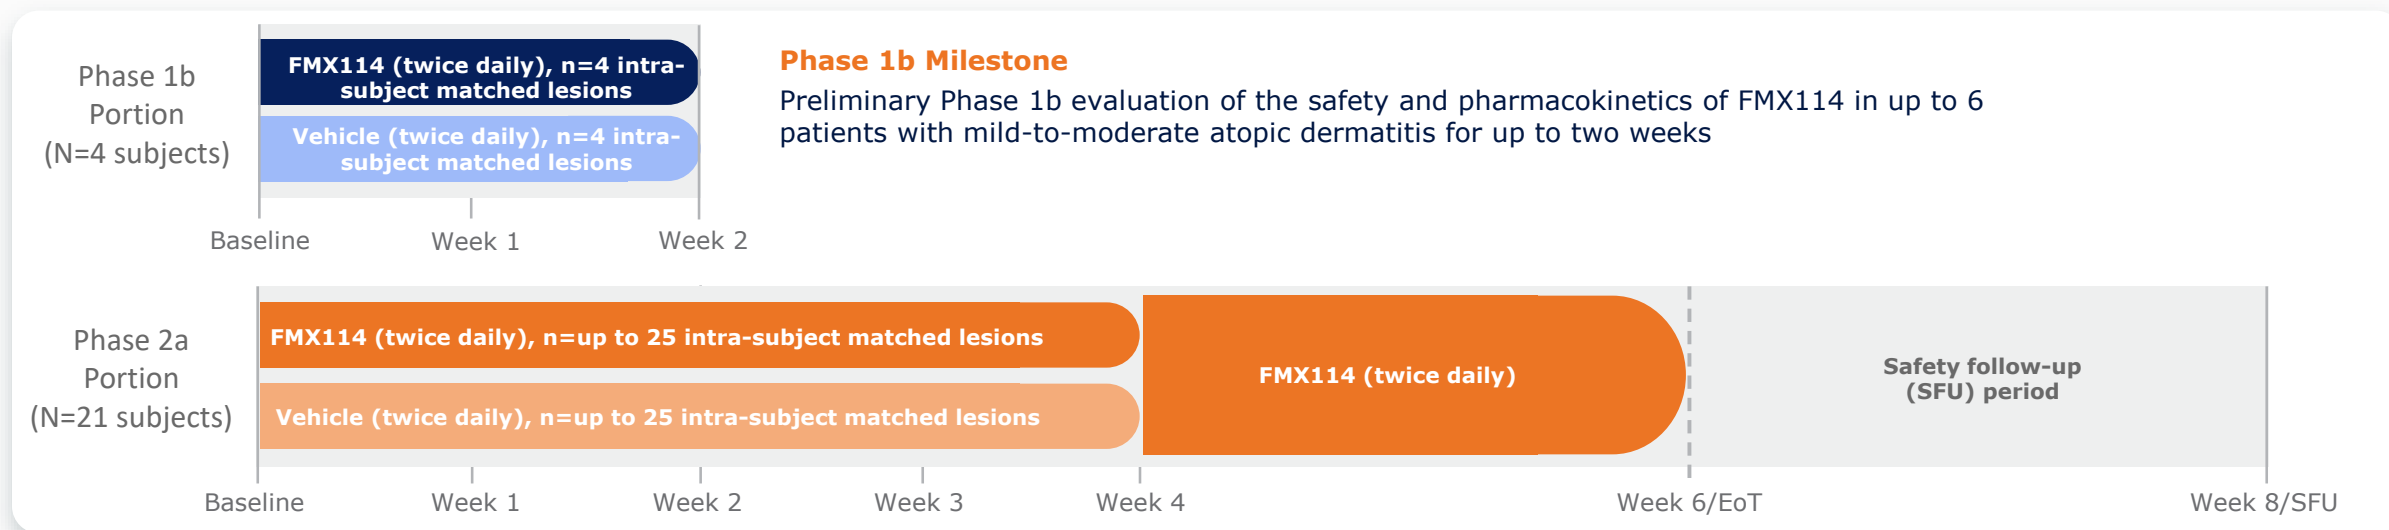 Phase 1b
Portion
(N=4 subjects)
FMX114 (twice daily), n=4 intra-
subject matched lesions
Vehicle (twice daily), n=4 intra-
subject matched lesions
Baseline
Week 1
Week 2
Phase 1b Milestone
Preliminary Phase 1b evaluation of the safety and pharmacokinetics of FMX114 in up to 6
patients with mild-to-moderate atopic dermatitis for up to two weeks
Phase 2a
Portion
(N=21 subjects)
FMX114 (twice daily), n=up to 25 intra-subject matched lesions
Vehicle (twice daily), n=up to 25 intra-subject matched lesions
FMX114 (twice daily)
Safety follow-up
(SFU) period
Baseline
Week 1
Week 2
Week 3
Week 4
Week 6/EoT
Week 8/SFU